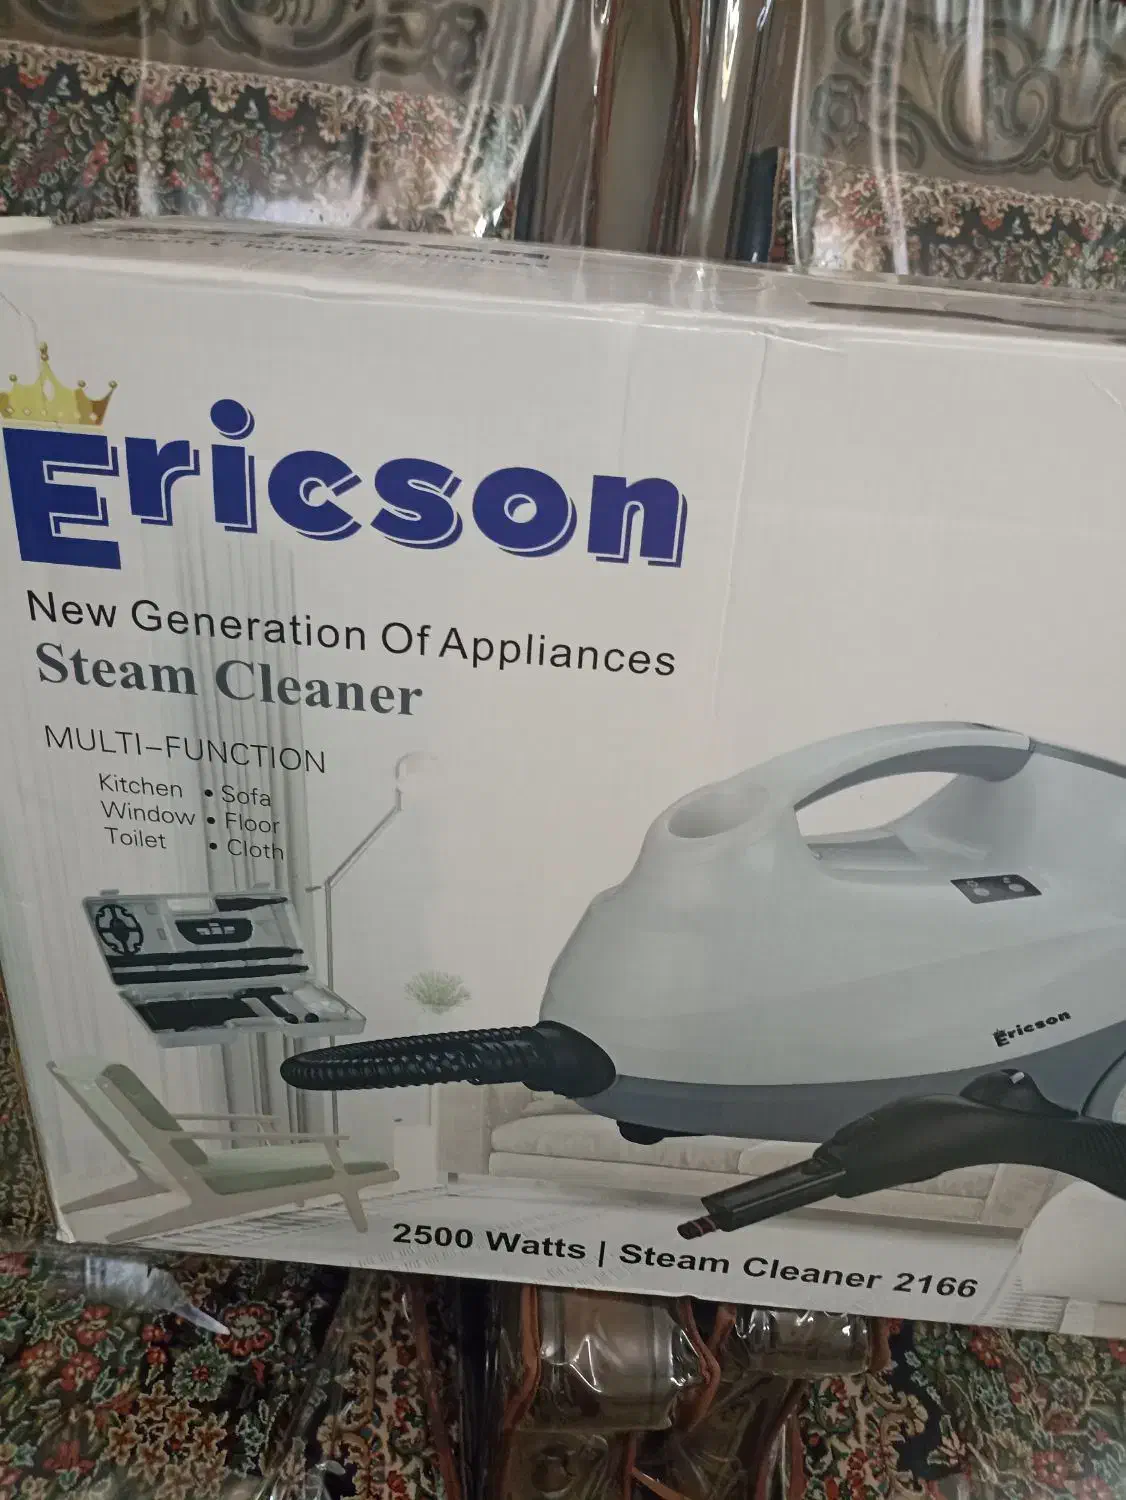 Ericson
New Generation Of Appliances
Steam Cleaner
MULTI-FUNCTION
Kitchen • Sofa
Window • Floor
Toilet • Cloth
Ericson
2500 Watts | Steam Cleaner 2166